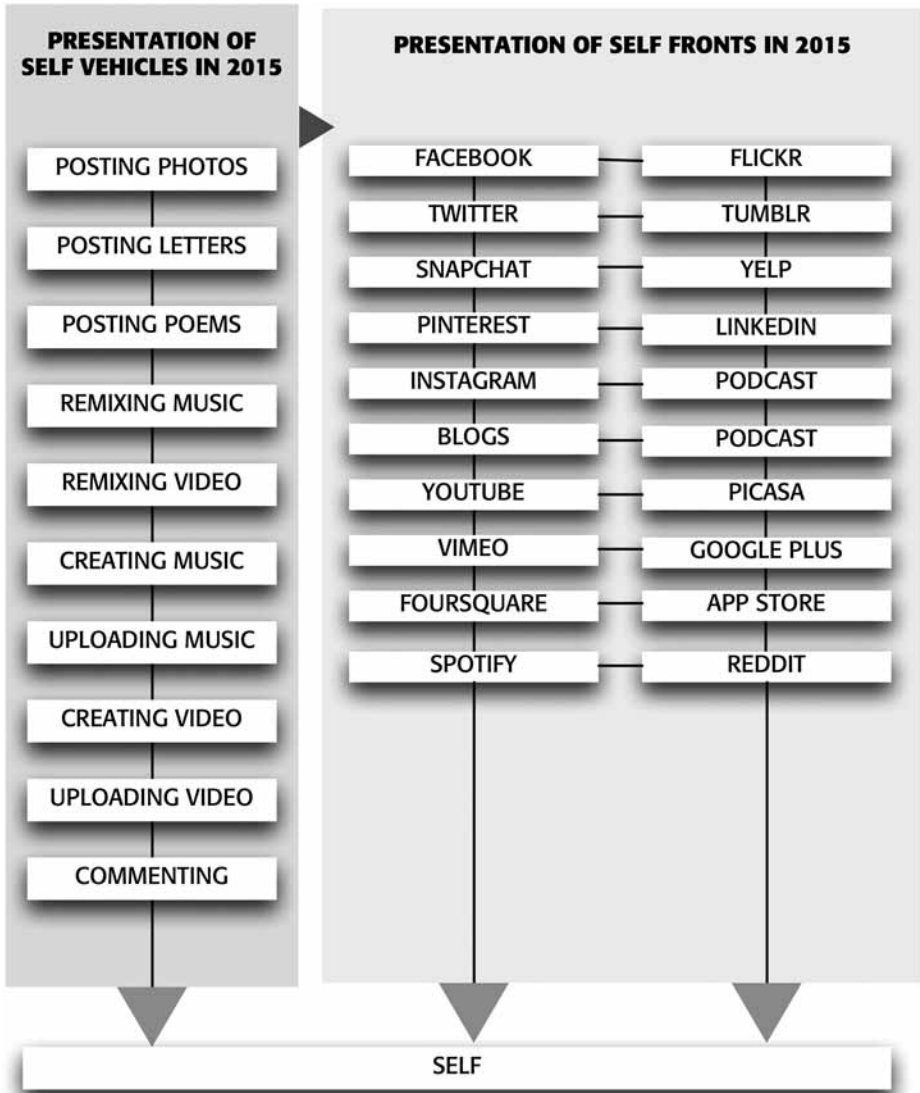 PRESENTATION OF
SELF VEHICLES IN 2015
POSTING PHOTOS
POSTING LETTERS
POSTING POEMS
REMIXING MUSIC
REMIXING VIDEO
CREATING MUSIC
UPLOADING MUSIC
CREATING VIDEO
UPLOADING VIDEO
COMMENTING
PRESENTATION OF SELF FRONTS IN 2015
FACEBOOK
FLICKR
TWITTER
TUMBLR
SNAPCHAT
YELP
PINTEREST
LINKEDIN
INSTAGRAM
PODCAST
BLOGS
PODCAST
YOUTUBE
PICASA
VIMEO
GOOGLE PLUS
FOURSQUARE
APP STORE
SPOTIFY
REDDIT
SELF